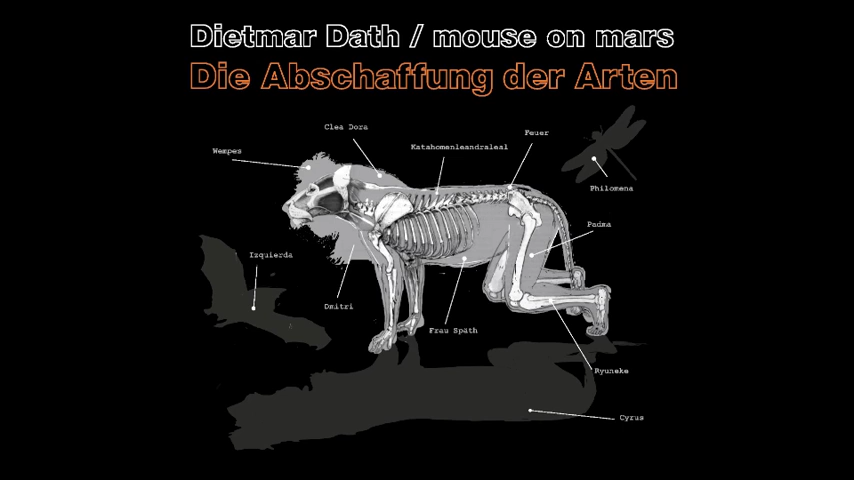 Dietmar Dath / mouse on mars
Die Abschaffung der Arten
Clea Dora
Feuer
Wempes
Katahomenleandraleal
Philomena
Padma
Izquierda
Dmitri
Frau Späth
Ryuneke
Cyrus